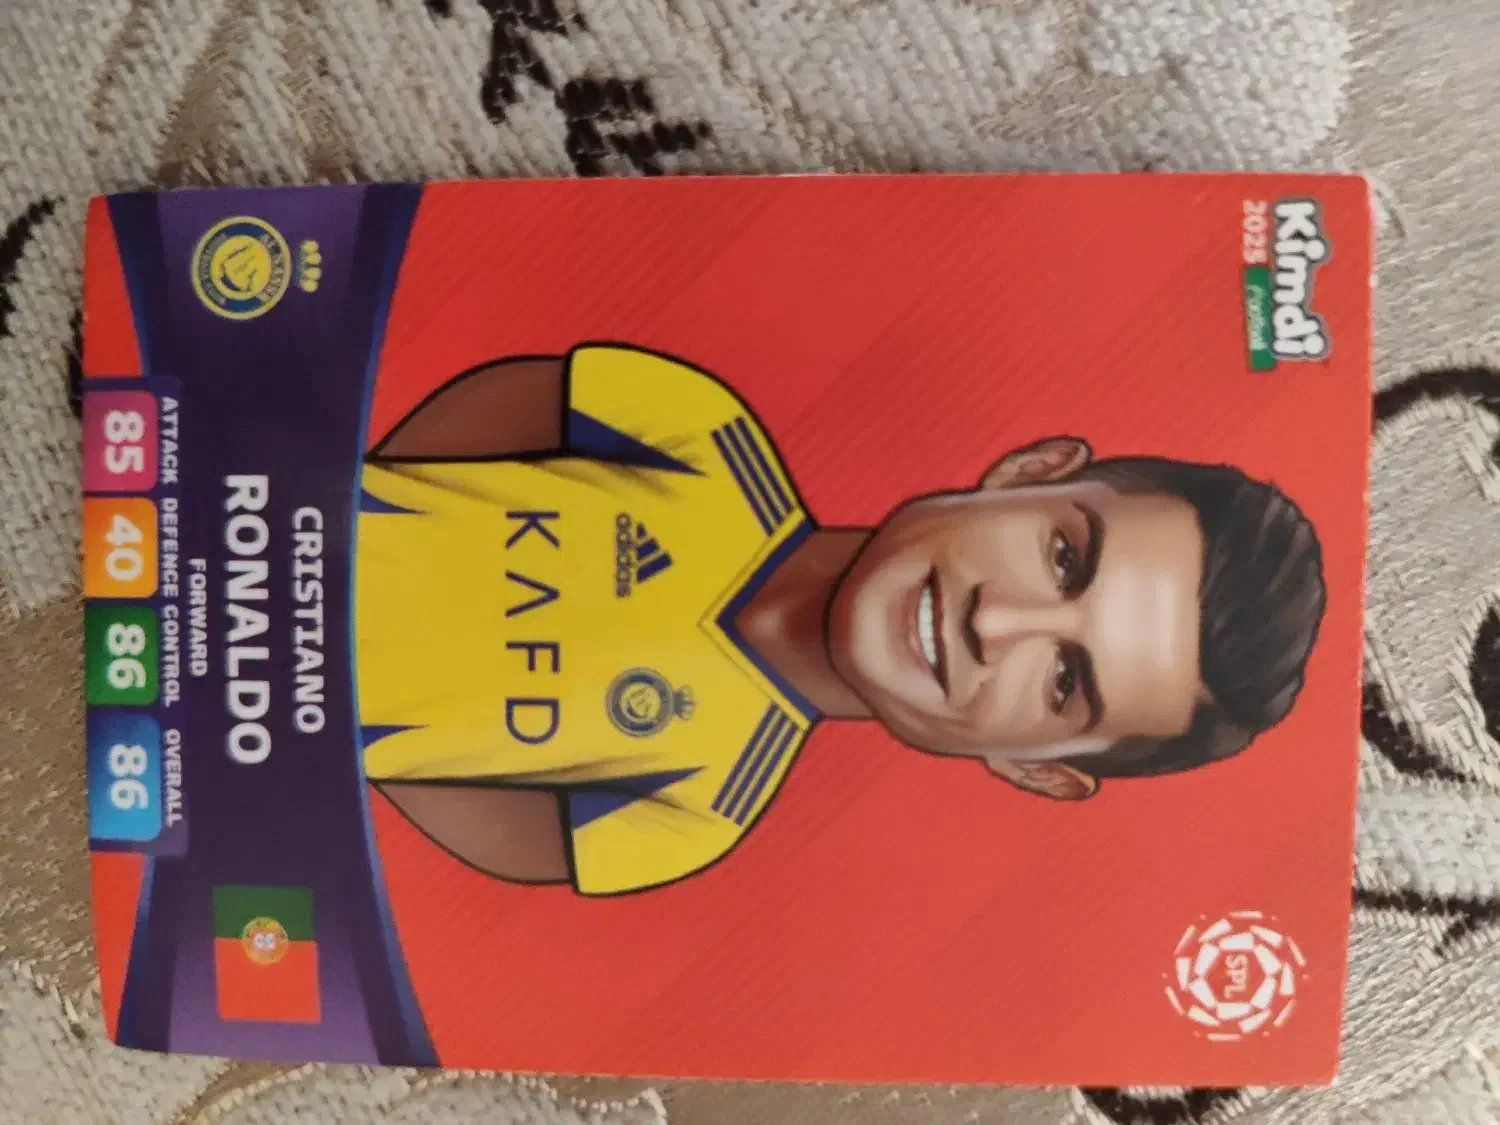 Kimdi
2025
SPL
adidas
KAFD
CRISTIANO
RONALDO
FORWARD
ATTACK DEFENCE CONTROL OVERALL
85 40 86 86